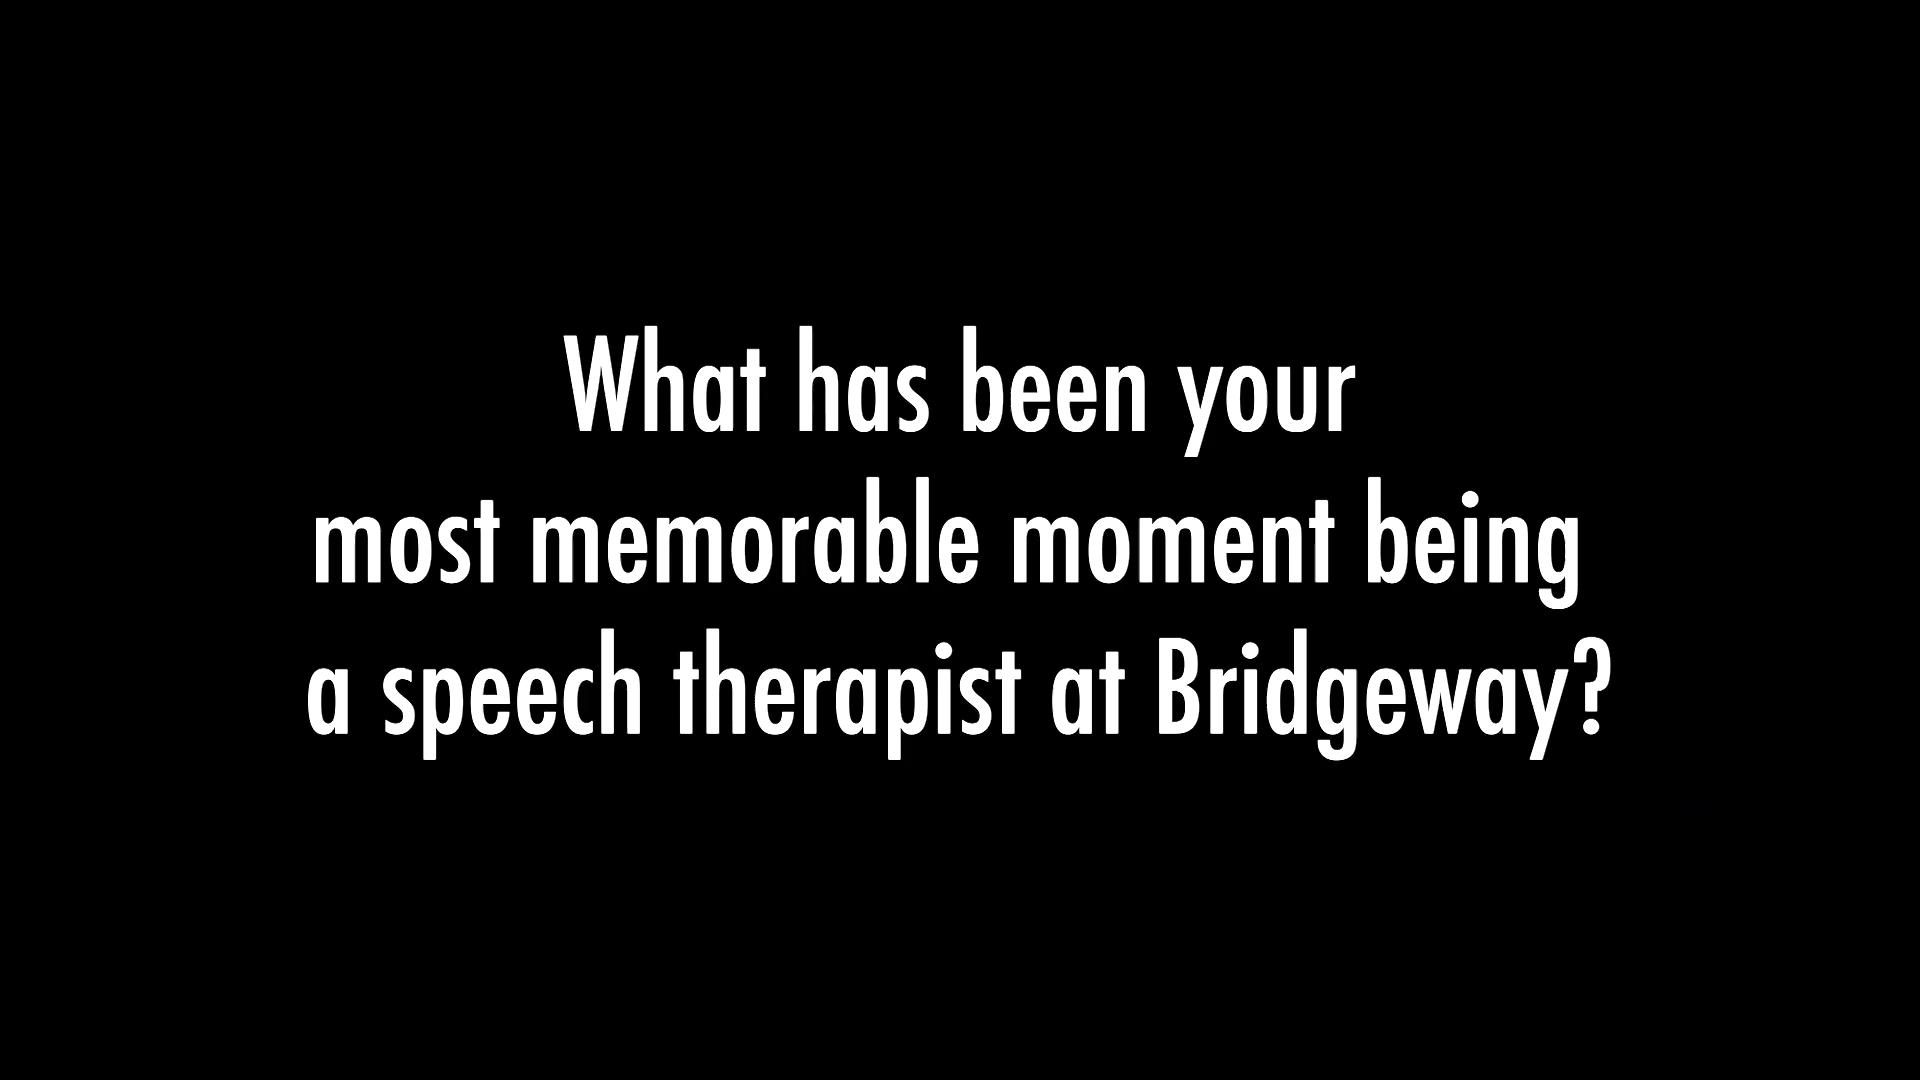 What has been your
most memorable moment being
a speech therapist at Bridgeway?